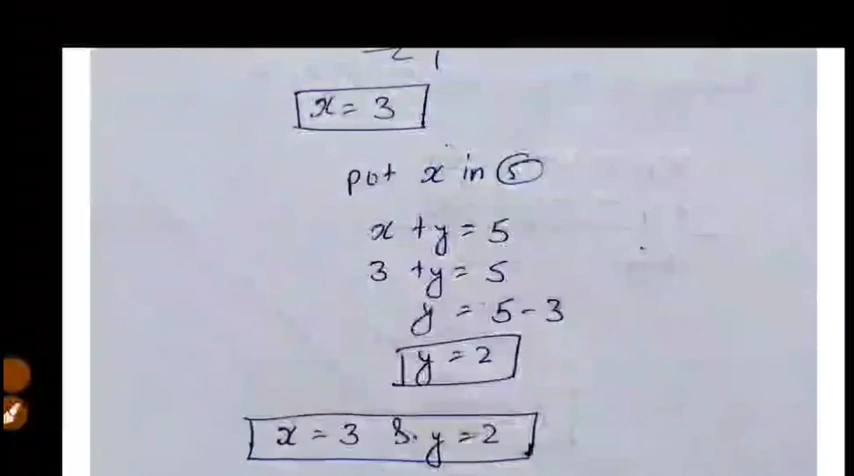 x = 3
put x in ⑤
x + y = 5
3 + y = 5
y = 5 - 3
y = 2
x = 3 & y = 2